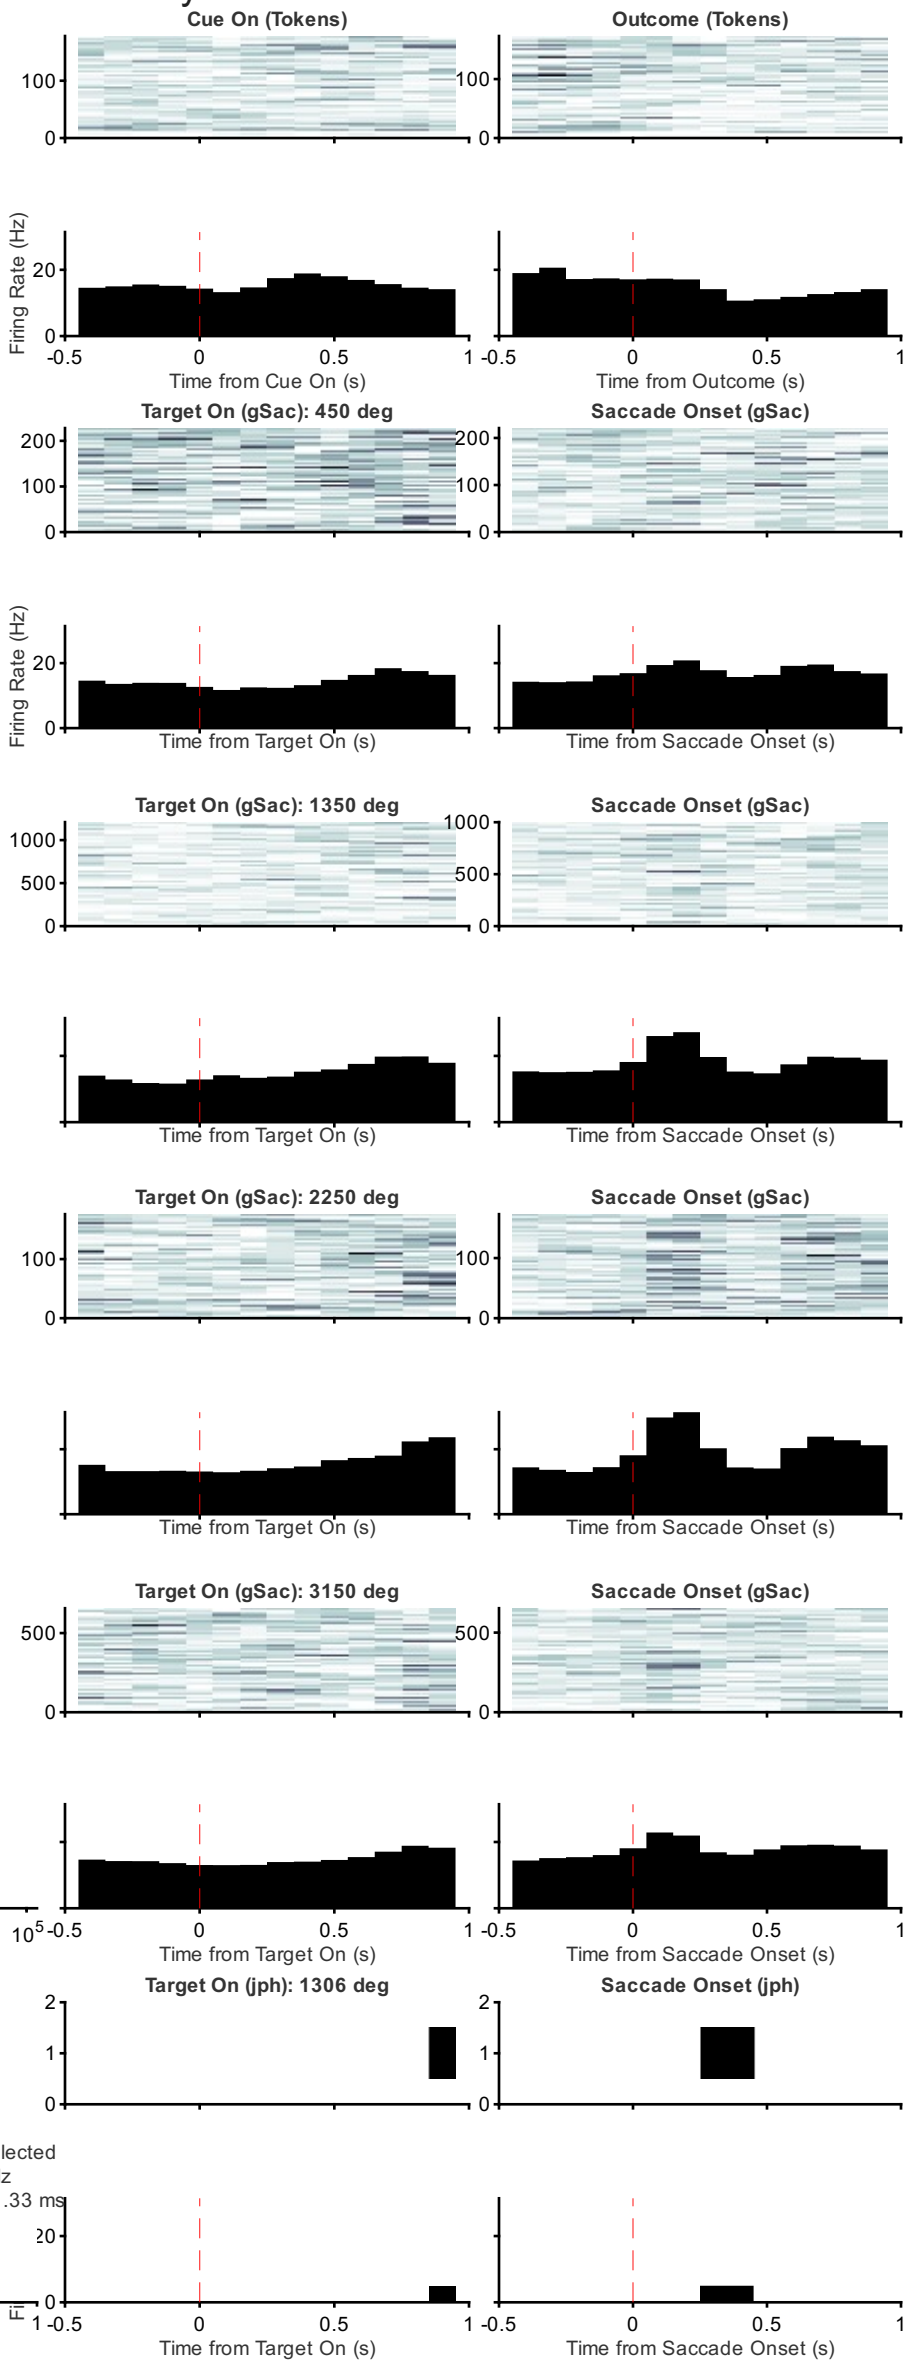 Cue On (Tokens) Outcome (Tokens)
100 100
0 0
Firing Rate (Hz)
20
0
-0.5 0 0.5 1 -0.5 0 0.5 1
Time from Cue On (s) Time from Outcome (s)
Target On (gSac): 450 deg Saccade Onset (gSac)
200 200
100 100
0 0
Firing Rate (Hz)
20
0
Time from Target On (s) Time from Saccade Onset (s)
Target On (gSac): 1350 deg Saccade Onset (gSac)
1000 1000
500 500
0 0
Time from Target On (s) Time from Saccade Onset (s)
Target On (gSac): 2250 deg Saccade Onset (gSac)
100 100
0 0
Time from Target On (s) Time from Saccade Onset (s)
Target On (gSac): 3150 deg Saccade Onset (gSac)
500 500
0 0
10⁵ -0.5 0 0.5 1 0 0.5 1
Time from Target On (s) Time from Saccade Onset (s)
Target On (jph): 1306 deg Saccade Onset (jph)
2 2
1 1
0 0
lected
z
.33 ms
20
Fi 0
1 -0.5 0 0.5 1 -0.5 0 0.5 1
Time from Target On (s) Time from Saccade Onset (s)